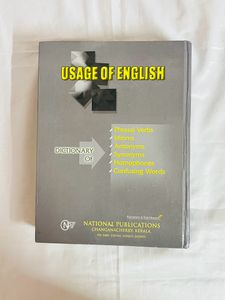 USAGE OF ENGLISH
DICTIONARY
OF
Phrasal Verbs
Idioms
Antonyms
Synonyms
Homophones
Confusing Words
NATIONAL PUBLICATIONS
CHANGANACHERRY, KERALA